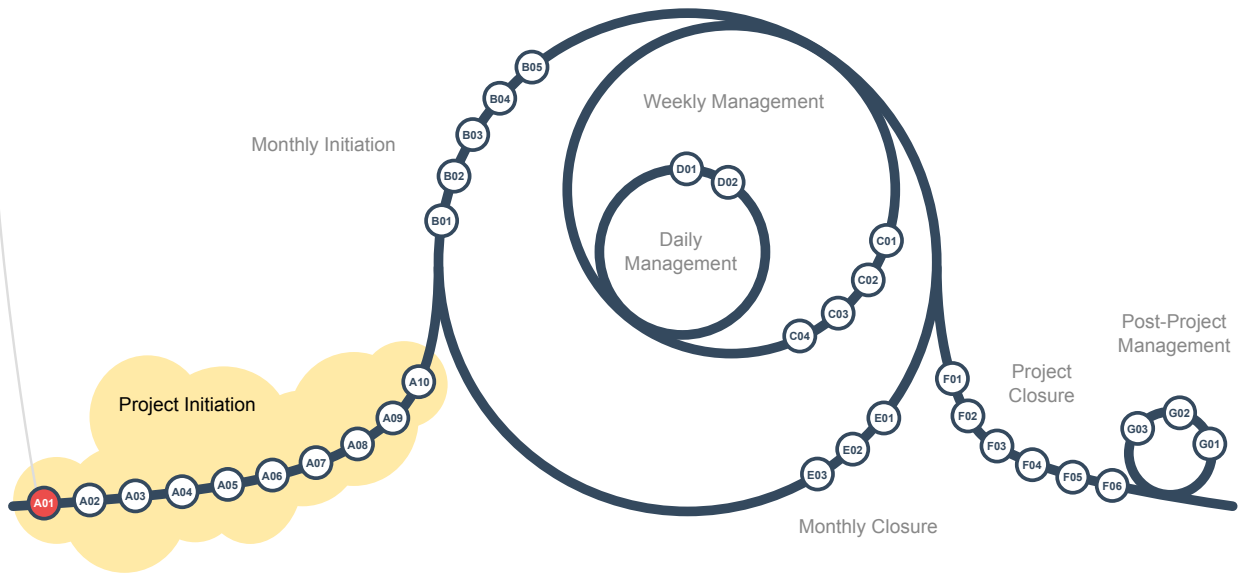 Project Initiation
A01
A02
A03
A04
A05
A06
A07
A08
A09
A10
Monthly Initiation
B01
B02
B03
B04
B05
Weekly Management
C01
C02
C03
C04
Daily
Management
D01
D02
Monthly Closure
E01
E02
E03
Project
Closure
F01
F02
F03
F04
F05
F06
Post-Project
Management
G01
G02
G03